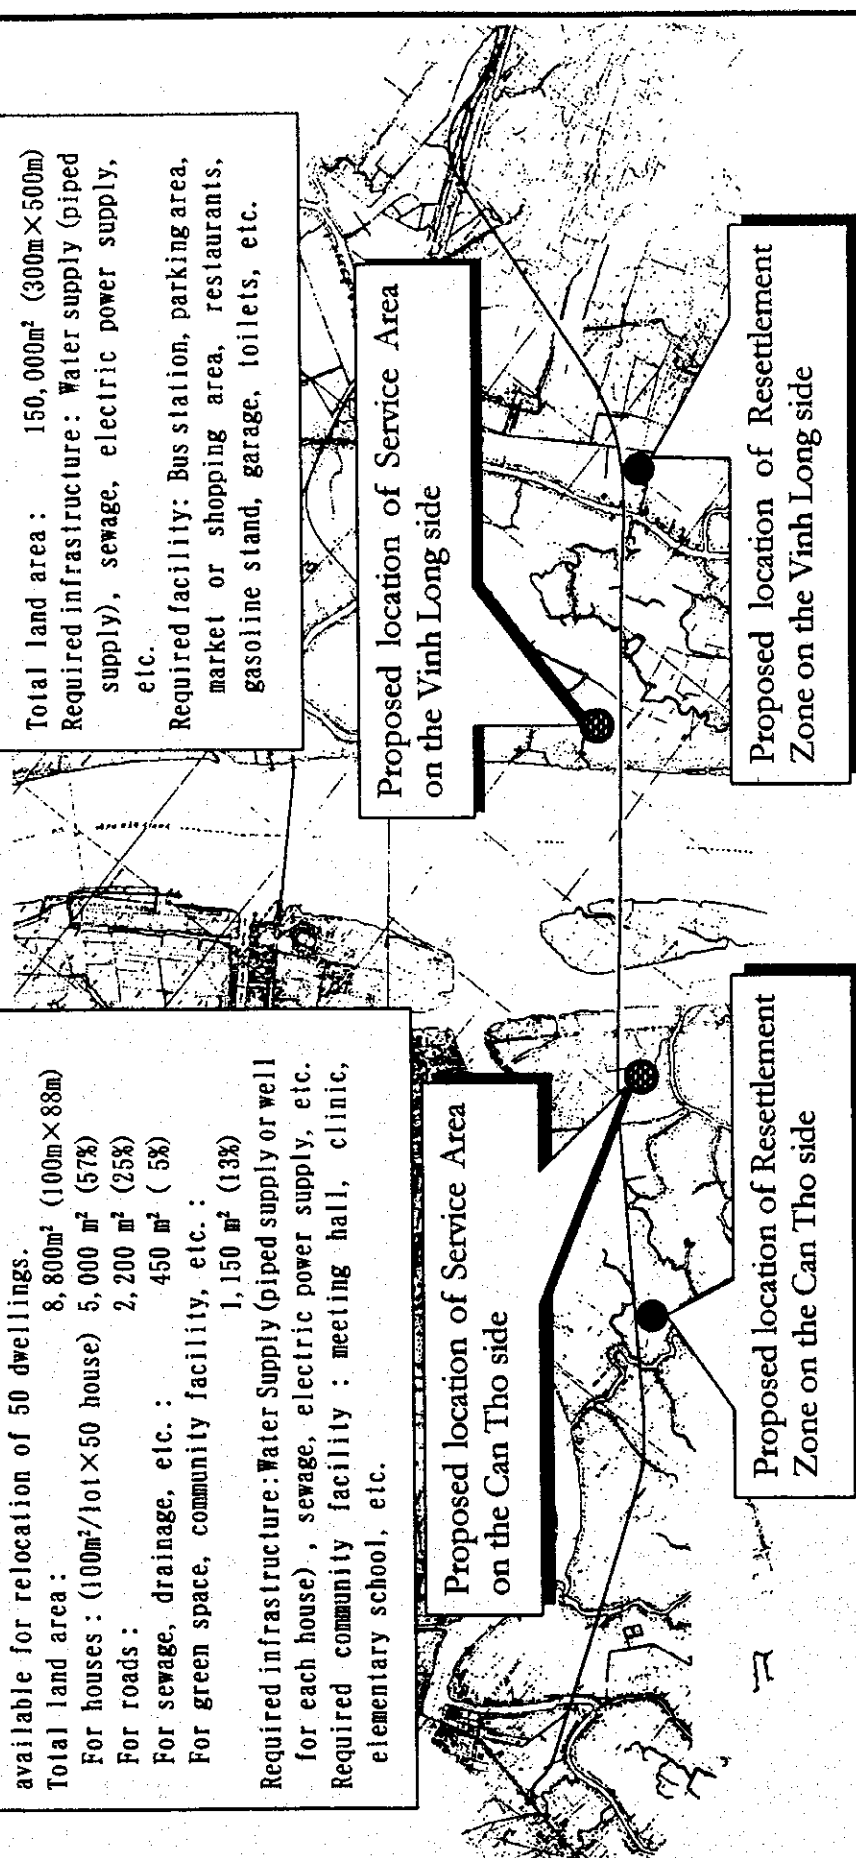 available for relocation of 50 dwellings.
Total land area : 8,800m² (100m×88m)
For houses : (100m²/lot×50 house) 5,000 m² (57%)
For roads : 2,200 m² (25%)
For sewage, drainage, etc. : 450 m² ( 5%)
For green space, community facility, etc. :
1,150 m² (13%)
Required infrastructure:Water Supply (piped supply or well
for each house) , sewage, electric power supply, etc.
Required community facility : meeting hall, clinic,
elementary school, etc.
Total land area : 150,000m² (300m×500m)
Required infrastructure : Water supply (piped
supply), sewage, electric power supply,
etc.
Required facility: Bus station, parking area,
market or shopping area, restaurants,
gasoline stand, garage, toilets, etc.
Proposed location of Service Area
on the Can Tho side
Proposed location of Service Area
on the Vinh Long side
Proposed location of Resettlement
Zone on the Can Tho side
Proposed location of Resettlement
Zone on the Vinh Long side